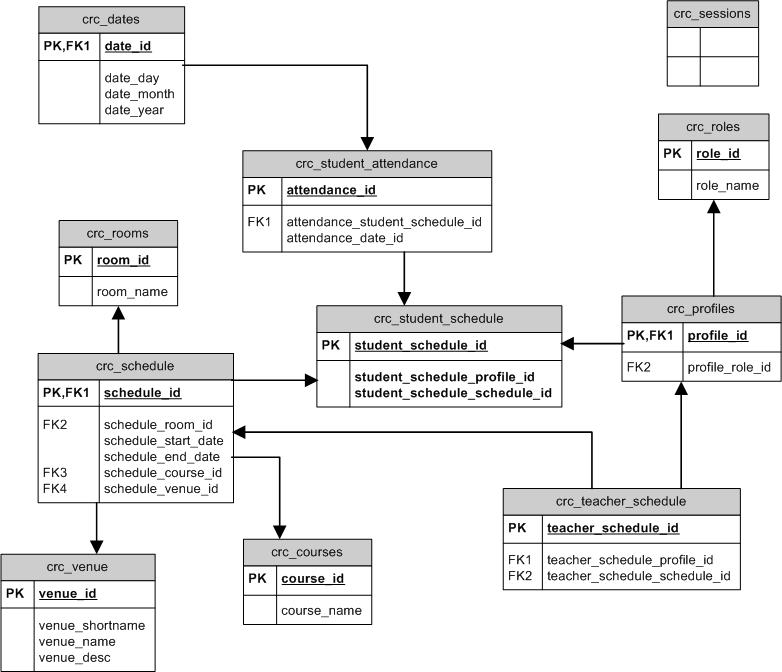 crc_dates
PK,FK1 date_id
date_day
date_month
date_year
crc_sessions
crc_roles
PK role_id
role_name
crc_student_attendance
PK attendance_id
FK1 attendance_student_schedule_id
attendance_date_id
crc_rooms
PK room_id
room_name
crc_student_schedule
PK student_schedule_id
student_schedule_profile_id
student_schedule_schedule_id
crc_profiles
PK,FK1 profile_id
FK2 profile_role_id
crc_schedule
PK,FK1 schedule_id
FK2 schedule_room_id
schedule_start_date
schedule_end_date
FK3 schedule_course_id
FK4 schedule_venue_id
crc_teacher_schedule
PK teacher_schedule_id
FK1 teacher_schedule_profile_id
FK2 teacher_schedule_schedule_id
crc_venue
PK venue_id
venue_shortname
venue_name
venue_desc
crc_courses
PK course_id
course_name